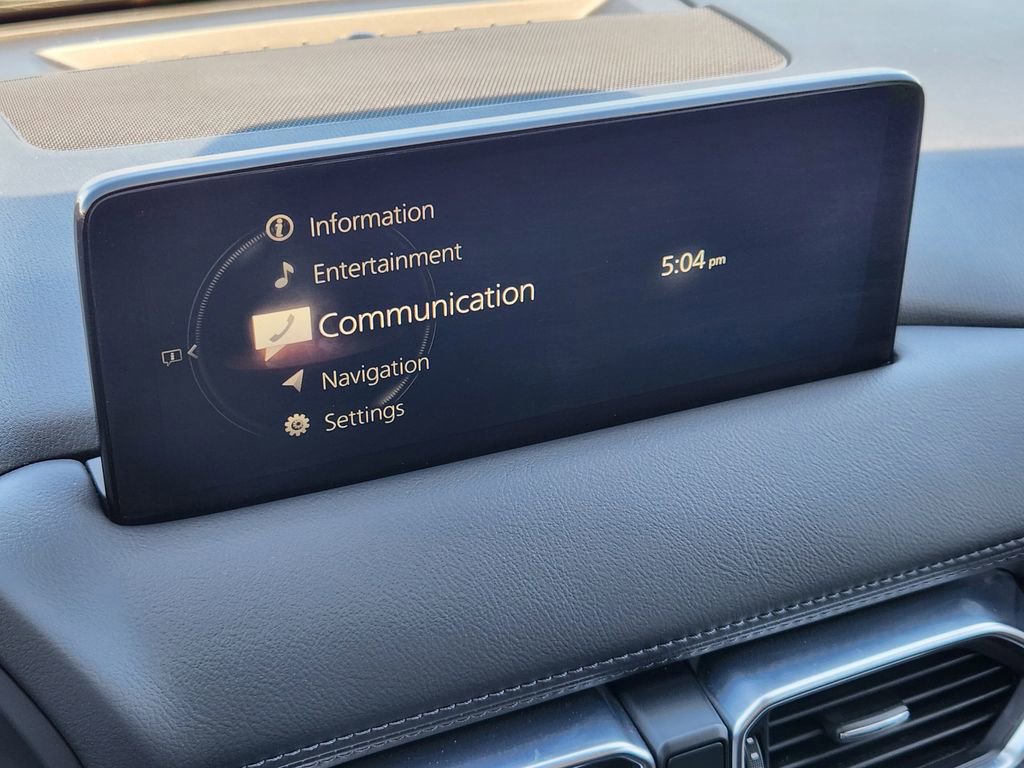 Information
Entertainment
Communication
Navigation
Settings
5:04 pm